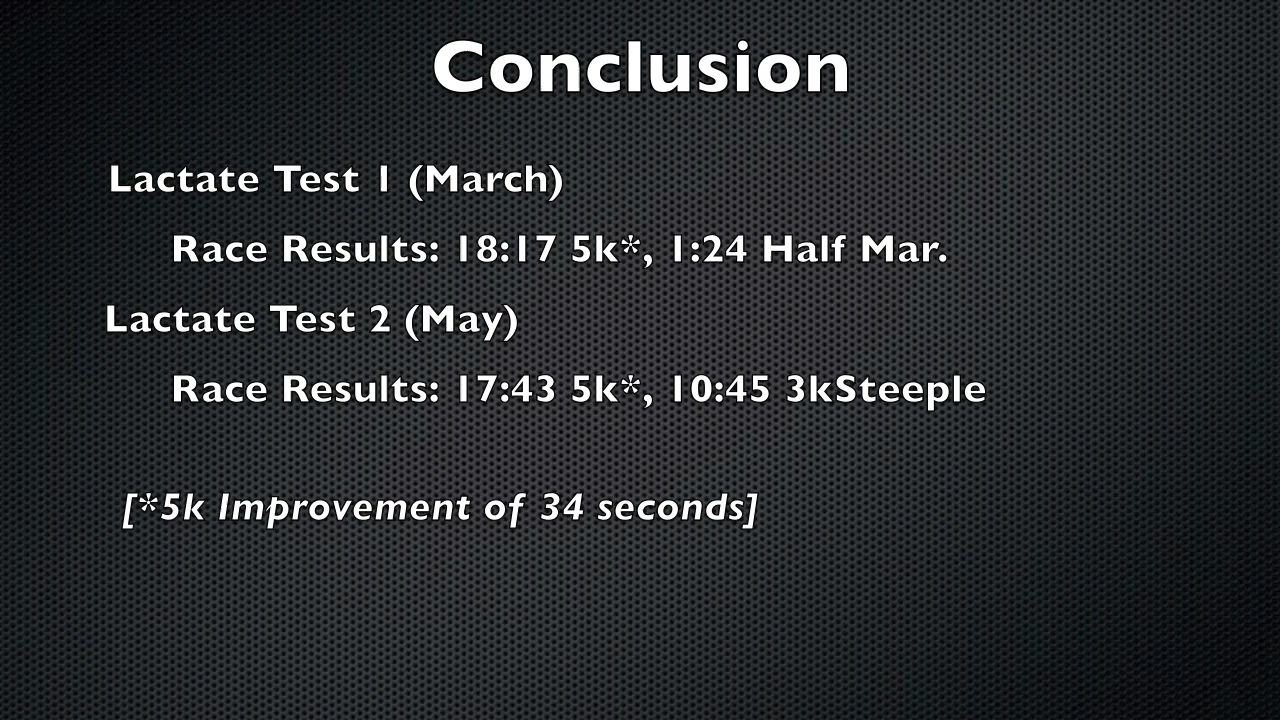 Conclusion
Lactate Test 1 (March)
Race Results: 18:17 5k*, 1:24 Half Mar.
Lactate Test 2 (May)
Race Results: 17:43 5k*, 10:45 3kSteeple
[*5k Improvement of 34 seconds]